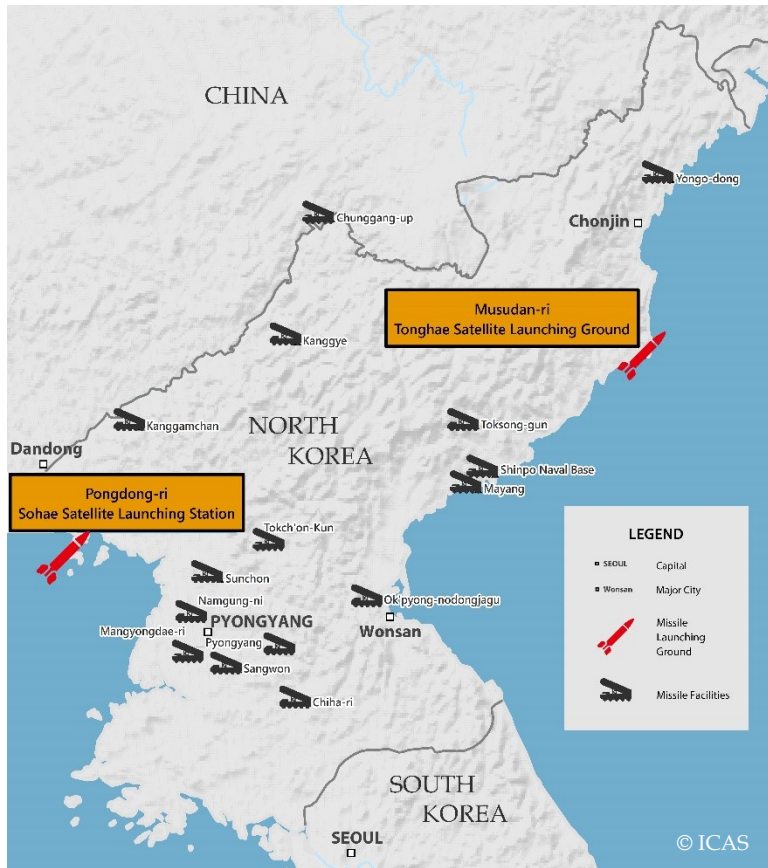 CHINA
Yongo-dong
Chunggang-up
Chonjin
Musudan-ri
Tonghae Satellite Launching Ground
Kanggye
Kanggamchan
NORTH
KOREA
Toksong-gun
Dandong
Shinpo Naval Base
Mayang
Pongdong-ri
Sohae Satellite Launching Station
Tokch'on-Kun
Sunchon
Namgung-ni
PYONGYANG
Ok'pyong-nodongjagu
Wonsan
Mangyongdae-ri
Pyongyang
Sangwon
Chiha-ri
SOUTH
KOREA
SEOUL
LEGEND
SEOUL Capital
Wonsan Major City
Missile
Launching
Ground
Missile Facilities
© ICAS